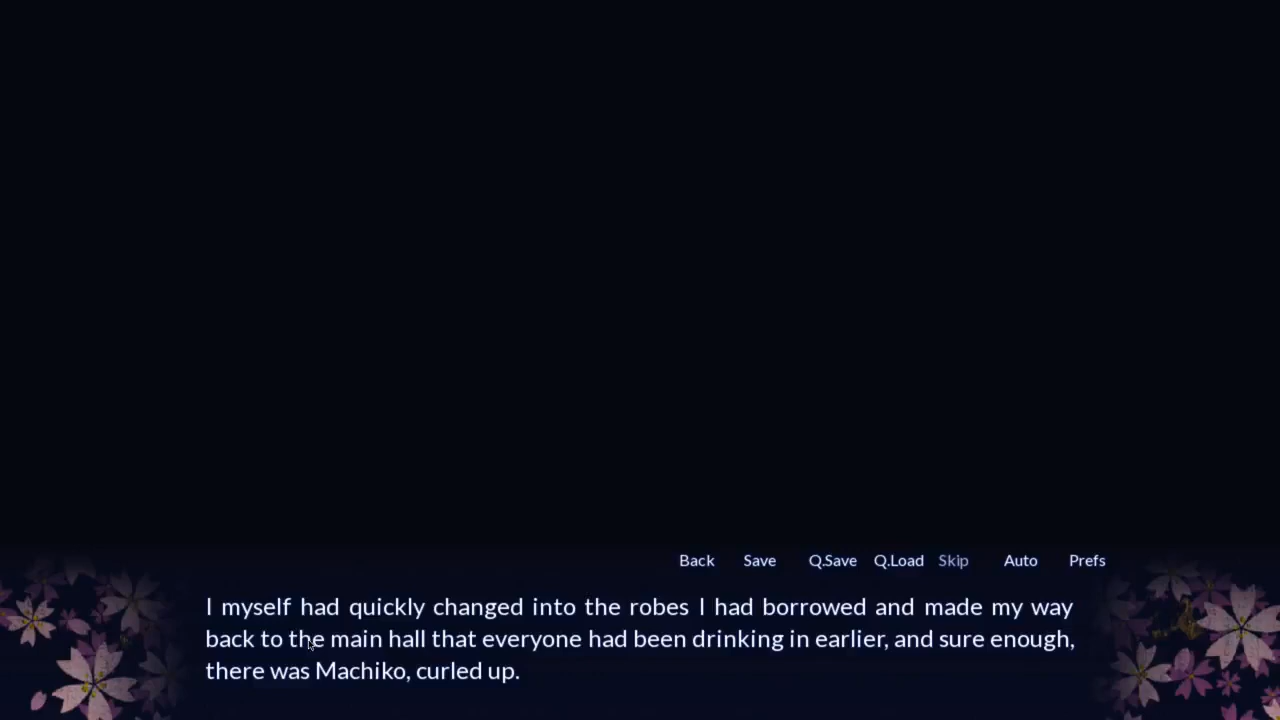 Back Save Q.Save Q.Load Skip Auto Prefs
I myself had quickly changed into the robes I had borrowed and made my way
back to the main hall that everyone had been drinking in earlier, and sure enough,
there was Machiko, curled up.